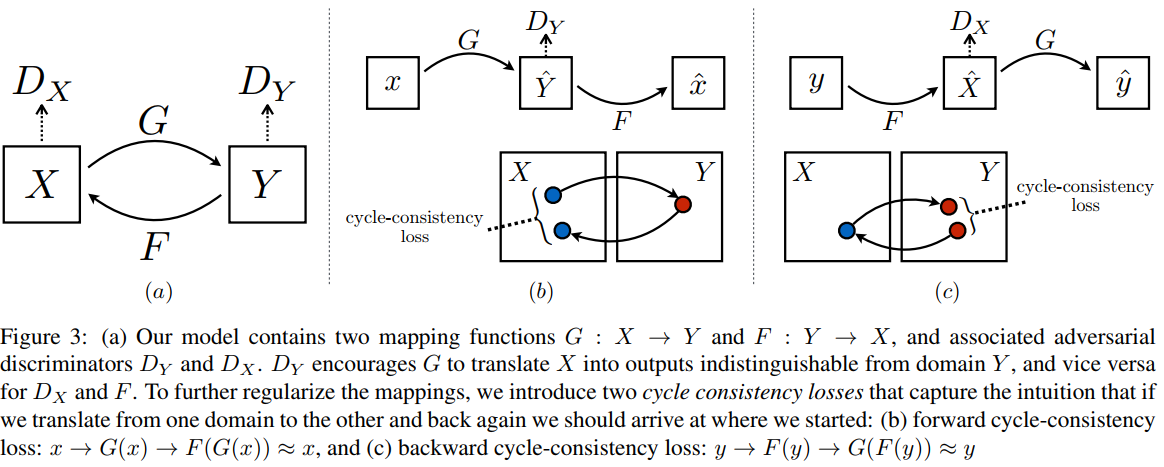 D_X
D_Y
G
X
Y
F
(a)
D_Y
G
x
Ŷ
x̂
F
X
Y
cycle-consistency
loss
(b)
D_X
G
y
X̂
ŷ
F
X
Y
cycle-consistency
loss
(c)
Figure 3: (a) Our model contains two mapping functions G : X → Y and F : Y → X, and associated adversarial
discriminators D_Y and D_X. D_Y encourages G to translate X into outputs indistinguishable from domain Y, and vice versa
for D_X and F. To further regularize the mappings, we introduce two cycle consistency losses that capture the intuition that if
we translate from one domain to the other and back again we should arrive at where we started: (b) forward cycle-consistency
loss: x → G(x) → F(G(x)) ≈ x, and (c) backward cycle-consistency loss: y → F(y) → G(F(y)) ≈ y